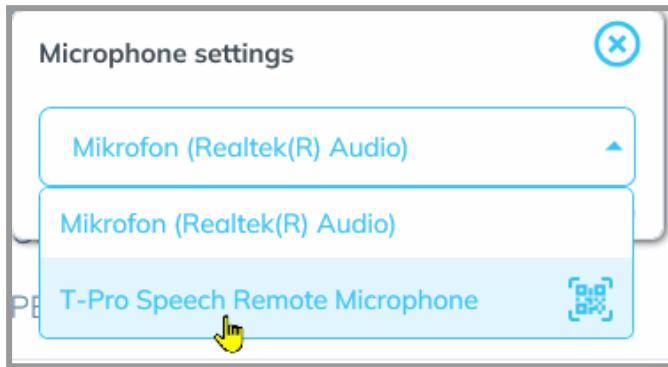 Microphone settings
Mikrofon (Realtek(R) Audio)
Mikrofon (Realtek(R) Audio)
T-Pro Speech Remote Microphone